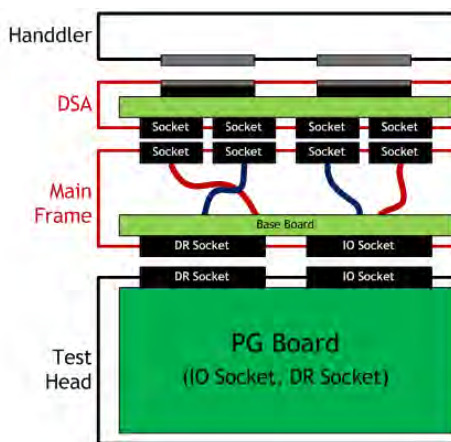 Handdler
DSA
Socket Socket Socket Socket
Socket Socket Socket Socket
Main
Frame
Base Board
DR Socket IO Socket
DR Socket IO Socket
PG Board
(IO Socket, DR Socket)
Test
Head